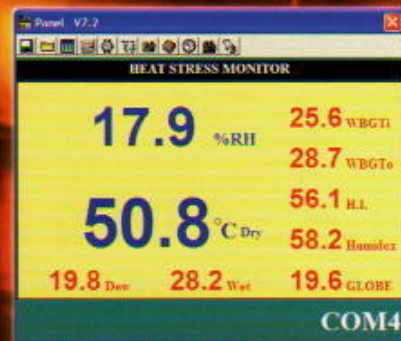 Panel V7.2
HEAT STRESS MONITOR
17.9 %RH
25.6 WBGTi
28.7 WBGTo
50.8 °C Dry
56.1 H.I.
58.2 Humidex
19.8 Dew 28.2 Wet 19.6 GLOBE
COM4